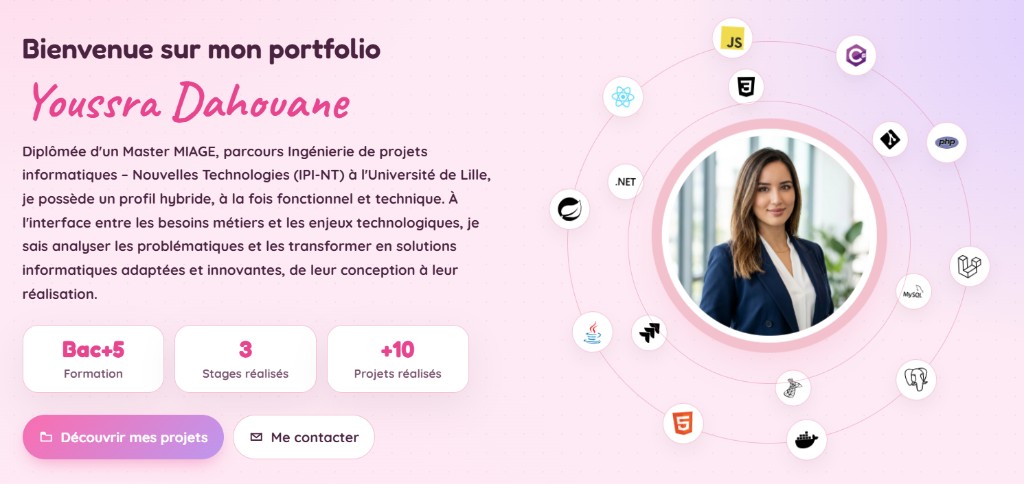 Bienvenue sur mon portfolio
Youssra Dahouane
Diplômée d'un Master MIAGE, parcours Ingénierie de projets
informatiques – Nouvelles Technologies (IPI-NT) à l'Université de Lille,
je possède un profil hybride, à la fois fonctionnel et technique. À
l'interface entre les besoins métiers et les enjeux technologiques, je
sais analyser les problématiques et les transformer en solutions
informatiques adaptées et innovantes, de leur conception à leur
réalisation.
Bac+5
Formation
3
Stages réalisés
+10
Projets réalisés
Découvrir mes projets
Me contacter
JS
C
3
php
.NET
MySQL
5